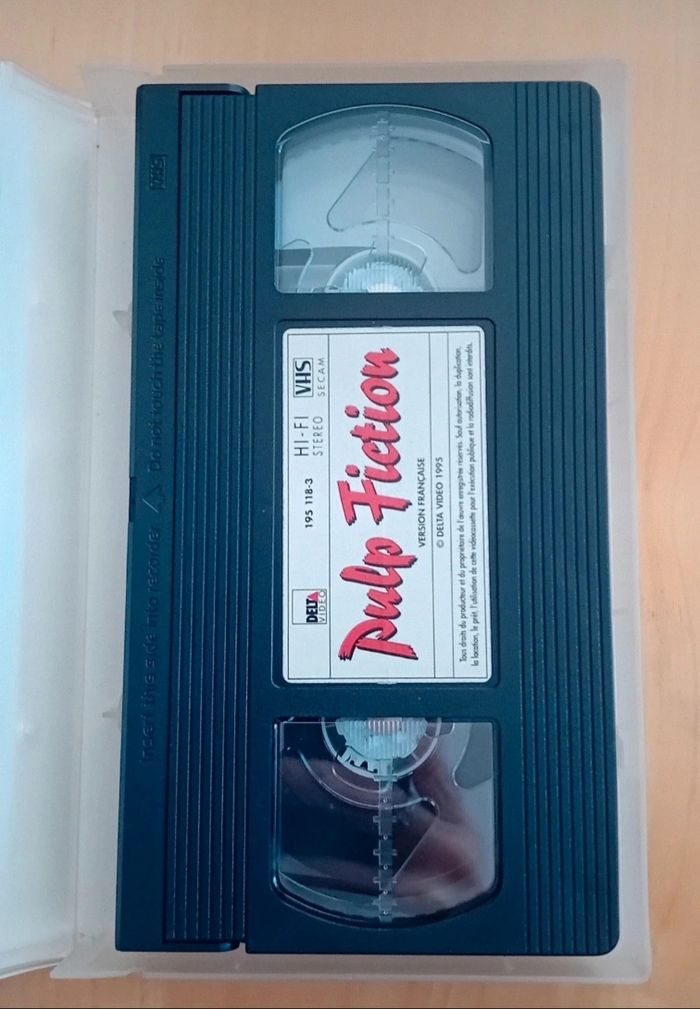 VHS
Insert this side into recorder Do not touch the tape inside
DELTA
VIDEO
195 118-3
HI-FI
STEREO
VHS
SECAM
Pulp Fiction
VERSION FRANÇAISE
© DELTA VIDEO 1995
Tous droits du producteur et du propriétaire de l'œuvre enregistrée réservés. Sauf autorisation, la duplication,
la location, le prêt, l'utilisation de cette vidéocassette pour l'exécution publique et la radiodiffusion sont interdits.